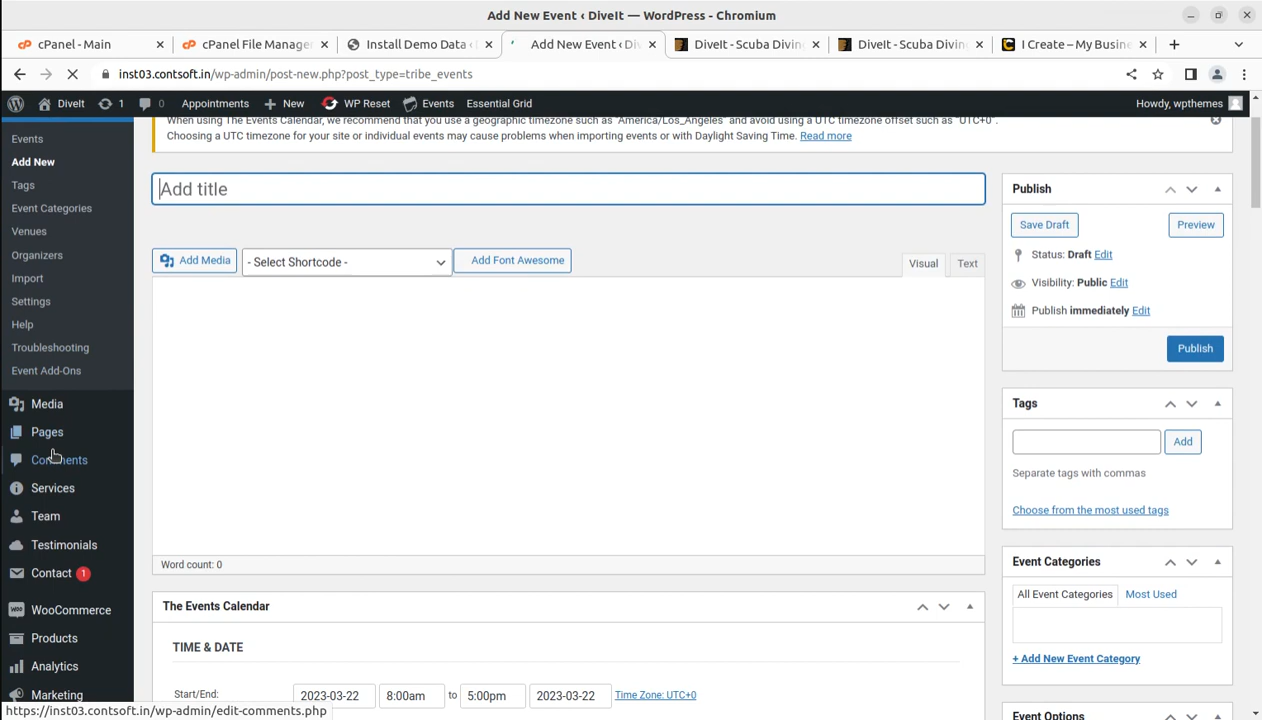 Add New Event ‹ DiveIt — WordPress - Chromium
cPanel - Main
cPanel File Manage
Install Demo Data ‹
Add New Event ‹ Di
DiveIt - Scuba Divin
DiveIt - Scuba Divin
I Create – My Busine
inst03.contsoft.in/wp-admin/post-new.php?post_type=tribe_events
DiveIt
1
0
Appointments
New
WP Reset
Events
Essential Grid
Howdy, wpthemes
When using The Events Calendar, we recommend that you use a geographic timezone such as "America/Los_Angeles" and avoid using a UTC timezone offset such as "UTC+0".
Choosing a UTC timezone for your site or individual events may cause problems when importing events or with Daylight Saving Time. Read more
Events
Add New
Tags
Event Categories
Venues
Organizers
Import
Settings
Help
Troubleshooting
Event Add-Ons
Media
Pages
Comments
Services
Team
Testimonials
Contact 1
WooCommerce
Products
Analytics
Marketing
Add title
Add Media
- Select Shortcode -
Add Font Awesome
Visual
Text
Word count: 0
The Events Calendar
TIME & DATE
Start/End:
2023-03-22
8:00am
to
5:00pm
2023-03-22
Time Zone: UTC+0
Publish
Save Draft
Preview
Status: Draft Edit
Visibility: Public Edit
Publish immediately Edit
Publish
Tags
Add
Separate tags with commas
Choose from the most used tags
Event Categories
All Event Categories
Most Used
+ Add New Event Category
Event Options
https://inst03.contsoft.in/wp-admin/edit-comments.php